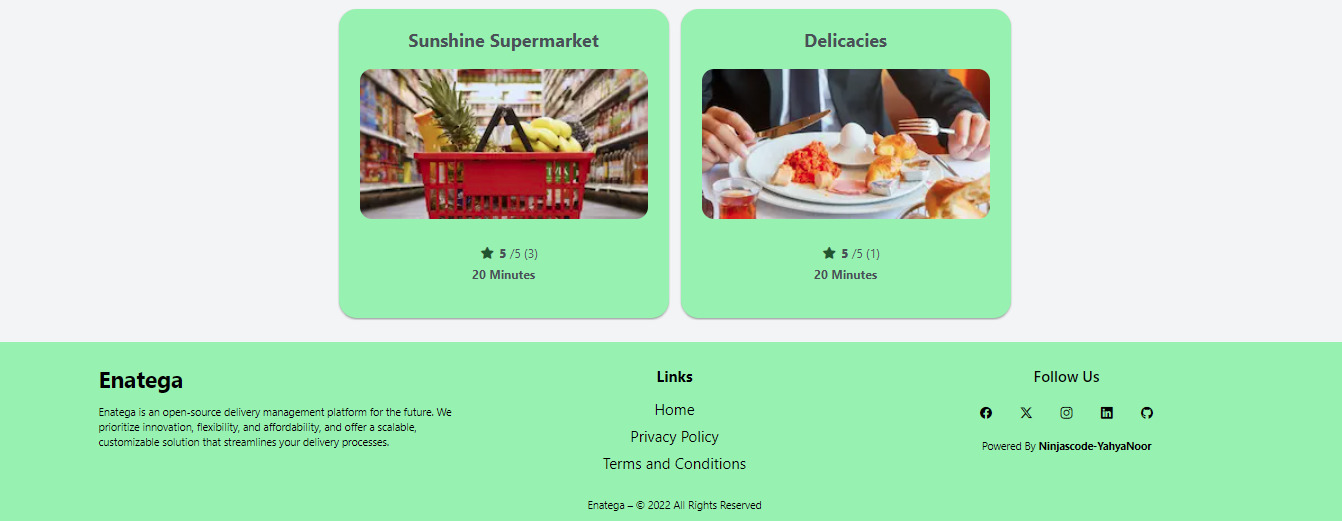 Sunshine Supermarket
5 /5 (3)
20 Minutes
Delicacies
5 /5 (1)
20 Minutes
Enatega
Enatega is an open-source delivery management platform for the future. We
prioritize innovation, flexibility, and affordability, and offer a scalable,
customizable solution that streamlines your delivery processes.
Links
Home
Privacy Policy
Terms and Conditions
Follow Us
Powered By Ninjascode-YahyaNoor
Enatega – © 2022 All Rights Reserved